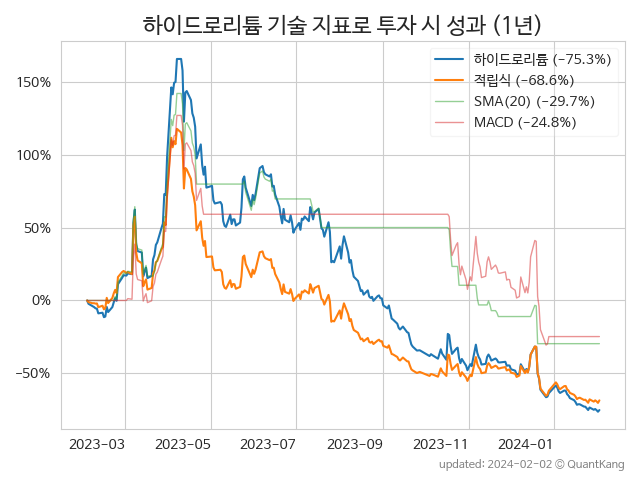 하이드로리튬 기술 지표로 투자 시 성과 (1년)
하이드로리튬 (−75.3%)
적립식 (−68.6%)
SMA(20) (−29.7%)
MACD (−24.8%)
150%
100%
50%
0%
−50%
2023-03
2023-05
2023-07
2023-09
2023-11
2024-01
updated: 2024-02-02 © QuantKang